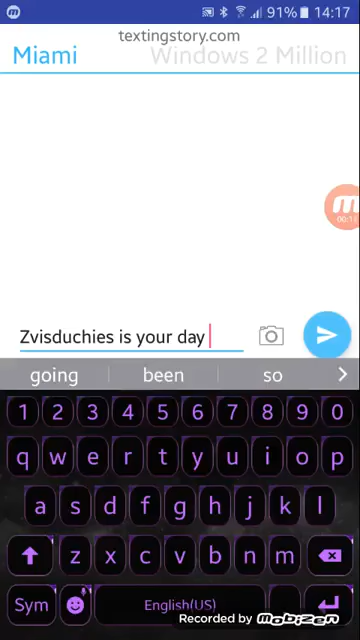 91% 14:17
textingstory.com
Miami Windows 2 Million
Zvisduchies is your day
going been so
1 2 3 4 5 6 7 8 9 0
q w e r t y u i o p
a s d f g h j k l
z x c v b n m
Sym English(US)
Recorded by Mobizen